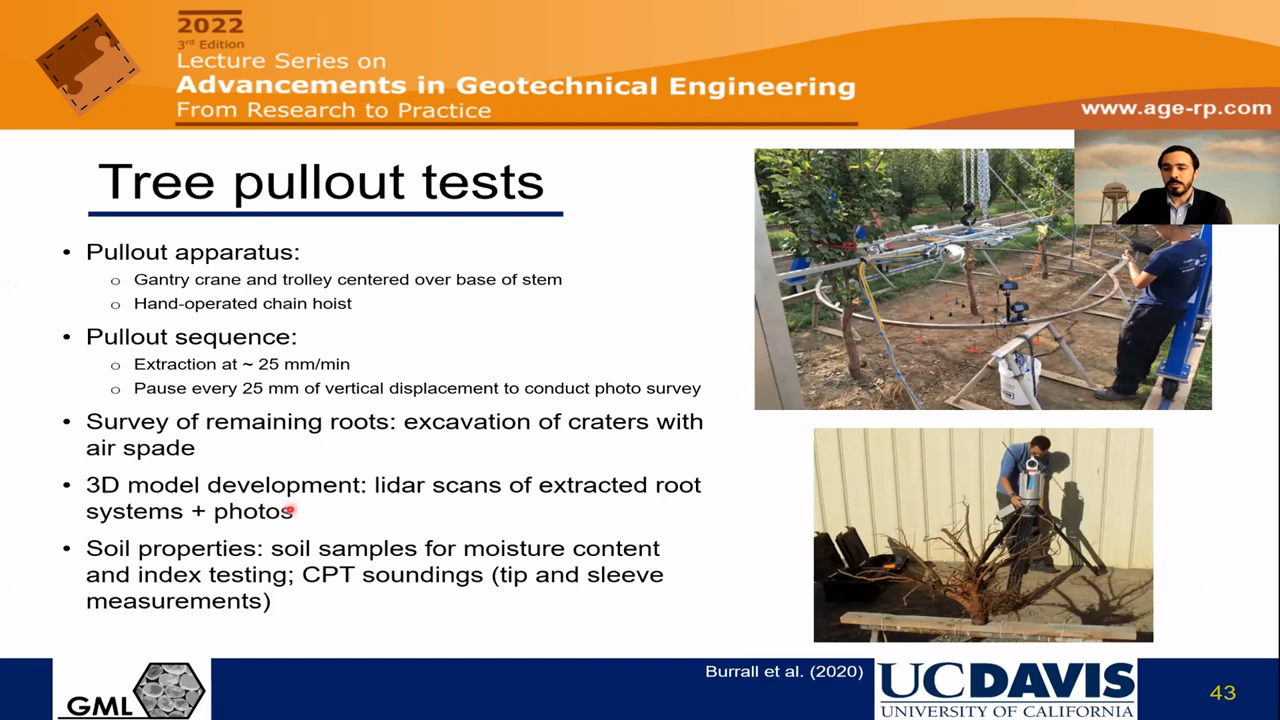 2022
3rd Edition
Lecture Series on
Advancements in Geotechnical Engineering
From Research to Practice
www.age-rp.com
Tree pullout tests
• Pullout apparatus:
o Gantry crane and trolley centered over base of stem
o Hand-operated chain hoist
• Pullout sequence:
o Extraction at ~ 25 mm/min
o Pause every 25 mm of vertical displacement to conduct photo survey
• Survey of remaining roots: excavation of craters with
air spade
• 3D model development: lidar scans of extracted root
systems + photos
• Soil properties: soil samples for moisture content
and index testing; CPT soundings (tip and sleeve
measurements)
Burrall et al. (2020)
GML
UCDAVIS
UNIVERSITY OF CALIFORNIA
43